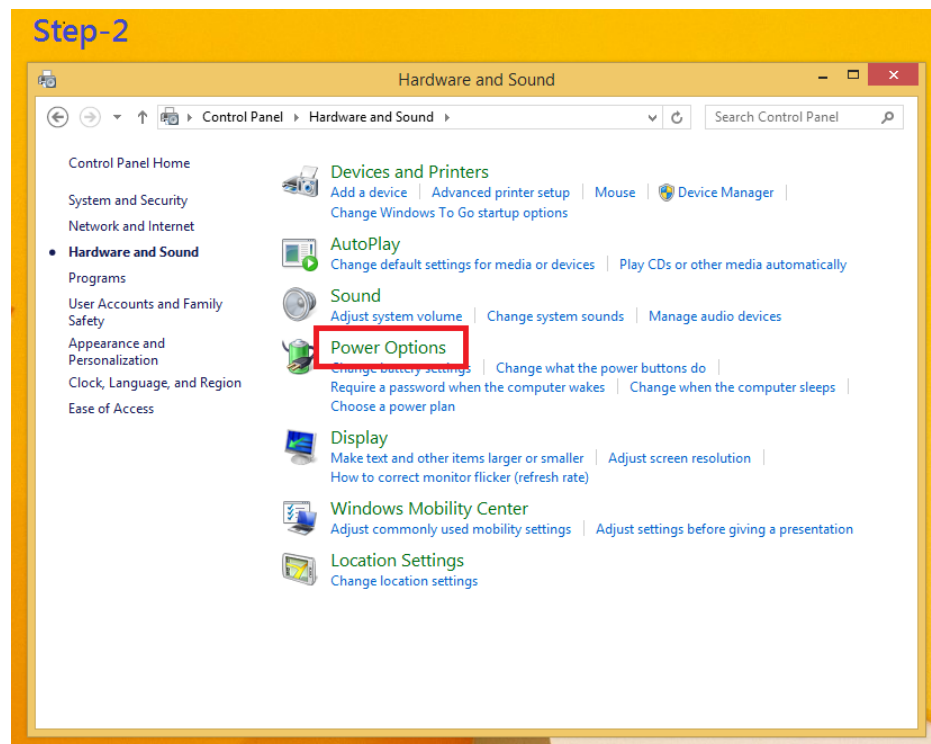 Step-2
Hardware and Sound
Control Panel Hardware and Sound
Search Control Panel
Control Panel Home
System and Security
Network and Internet
Hardware and Sound
Programs
User Accounts and Family
Safety
Appearance and
Personalization
Clock, Language, and Region
Ease of Access
Devices and Printers
Add a device Advanced printer setup Mouse Device Manager
Change Windows To Go startup options
AutoPlay
Change default settings for media or devices Play CDs or other media automatically
Sound
Adjust system volume Change system sounds Manage audio devices
Power Options
Change battery settings Change what the power buttons do
Require a password when the computer wakes Change when the computer sleeps
Choose a power plan
Display
Make text and other items larger or smaller Adjust screen resolution
How to correct monitor flicker (refresh rate)
Windows Mobility Center
Adjust commonly used mobility settings Adjust settings before giving a presentation
Location Settings
Change location settings